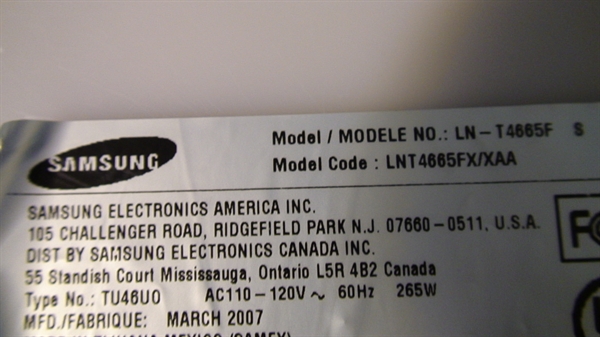 SAMSUNG
Model / MODELE NO.: LN-T4665F S
Model Code : LNT4665FX/XAA
SAMSUNG ELECTRONICS AMERICA INC.
105 CHALLENGER ROAD, RIDGEFIELD PARK N.J. 07660-0511, U.S.A.
DIST BY SAMSUNG ELECTRONICS CANADA INC.
55 Standish Court Mississauga, Ontario L5R 4B2 Canada
Type No.: TU46U0 AC110-120V~ 60Hz 265W
MFD./FABRIQUE: MARCH 2007